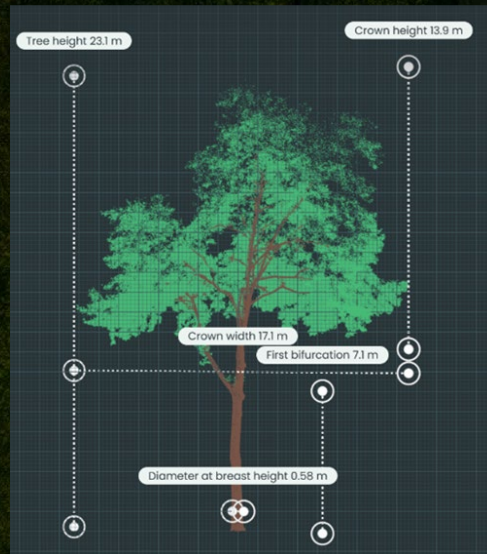 Tree height 23.1 m
Crown height 13.9 m
Crown width 17.1 m
First bifurcation 7.1 m
Diameter at breast height 0.58 m